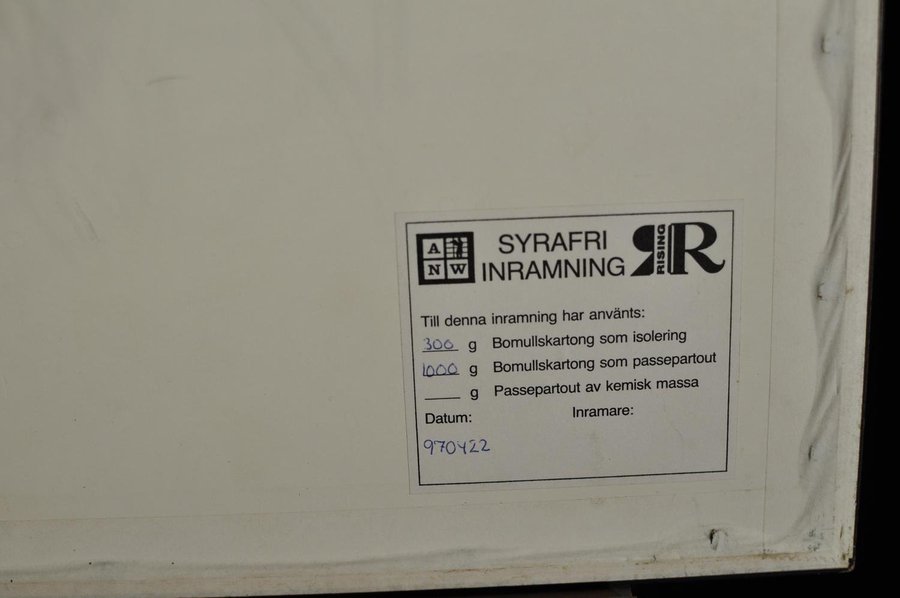 A
N W
SYRAFRI
INRAMNING
RISING
R
Till denna inramning har använts:
300 g Bomullskartong som isolering
1000 g Bomullskartong som passepartout
___ g Passepartout av kemisk massa
Datum: Inramare:
970422